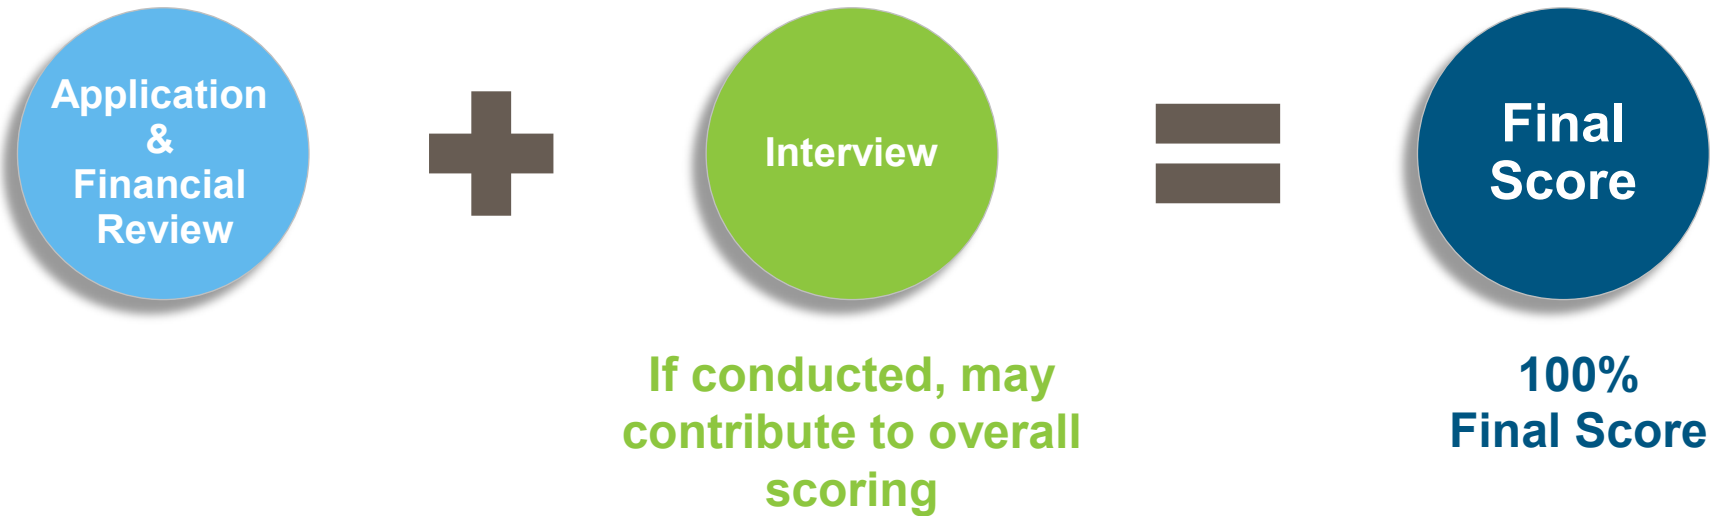 Application
&
Financial
Review
Interview
Final
Score
If conducted, may
contribute to overall
scoring
100%
Final Score